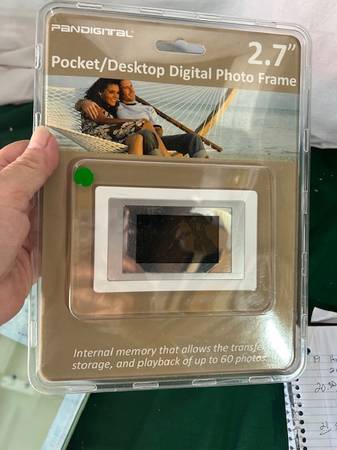 PANDIGITAL
2.7"
Pocket/Desktop Digital Photo Frame
Internal memory that allows the transfer,
storage, and playback of up to 60 photos.